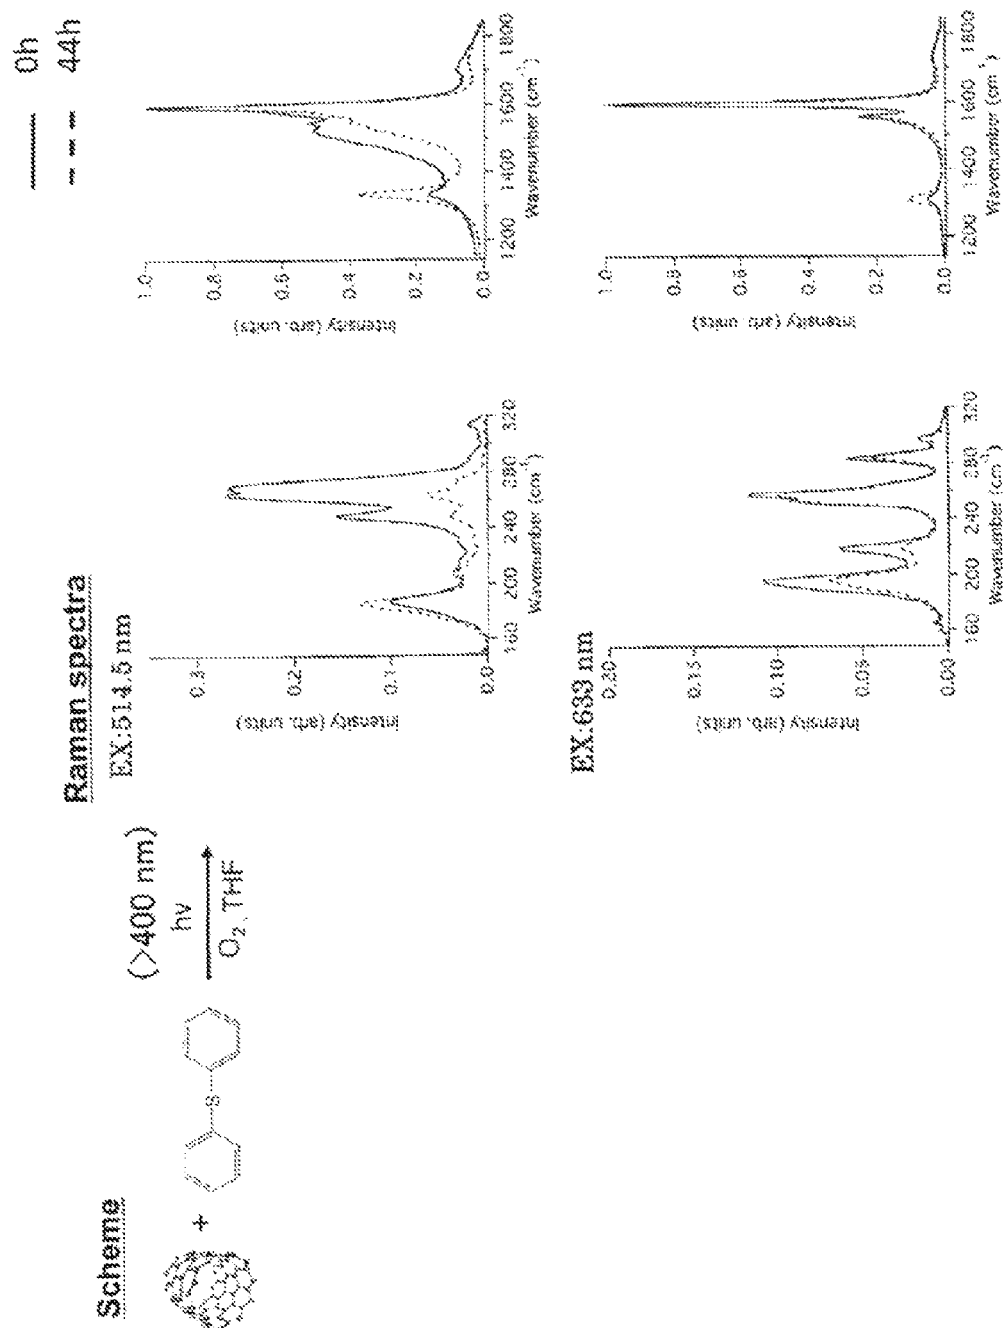 Scheme
+
S
(>400 nm)
hv
O2, THF
Raman spectra
0h
44h
EX:514.5 nm
Intensity (arb. units)
0.3
0.2
0.1
0.0
160 200 240 280 320
Wavenumber (cm-1)
Intensity (arb. units)
1.0
0.8
0.6
0.4
0.2
0.0
1200 1400 1600 1800
Wavenumber (cm-1)
EX:633 nm
Intensity (arb. units)
0.20
0.15
0.10
0.05
0.00
160 200 240 280 320
Wavenumber (cm-1)
Intensity (arb. units)
1.0
0.8
0.6
0.4
0.2
0.0
1200 1400 1600 1800
Wavenumber (cm-1)